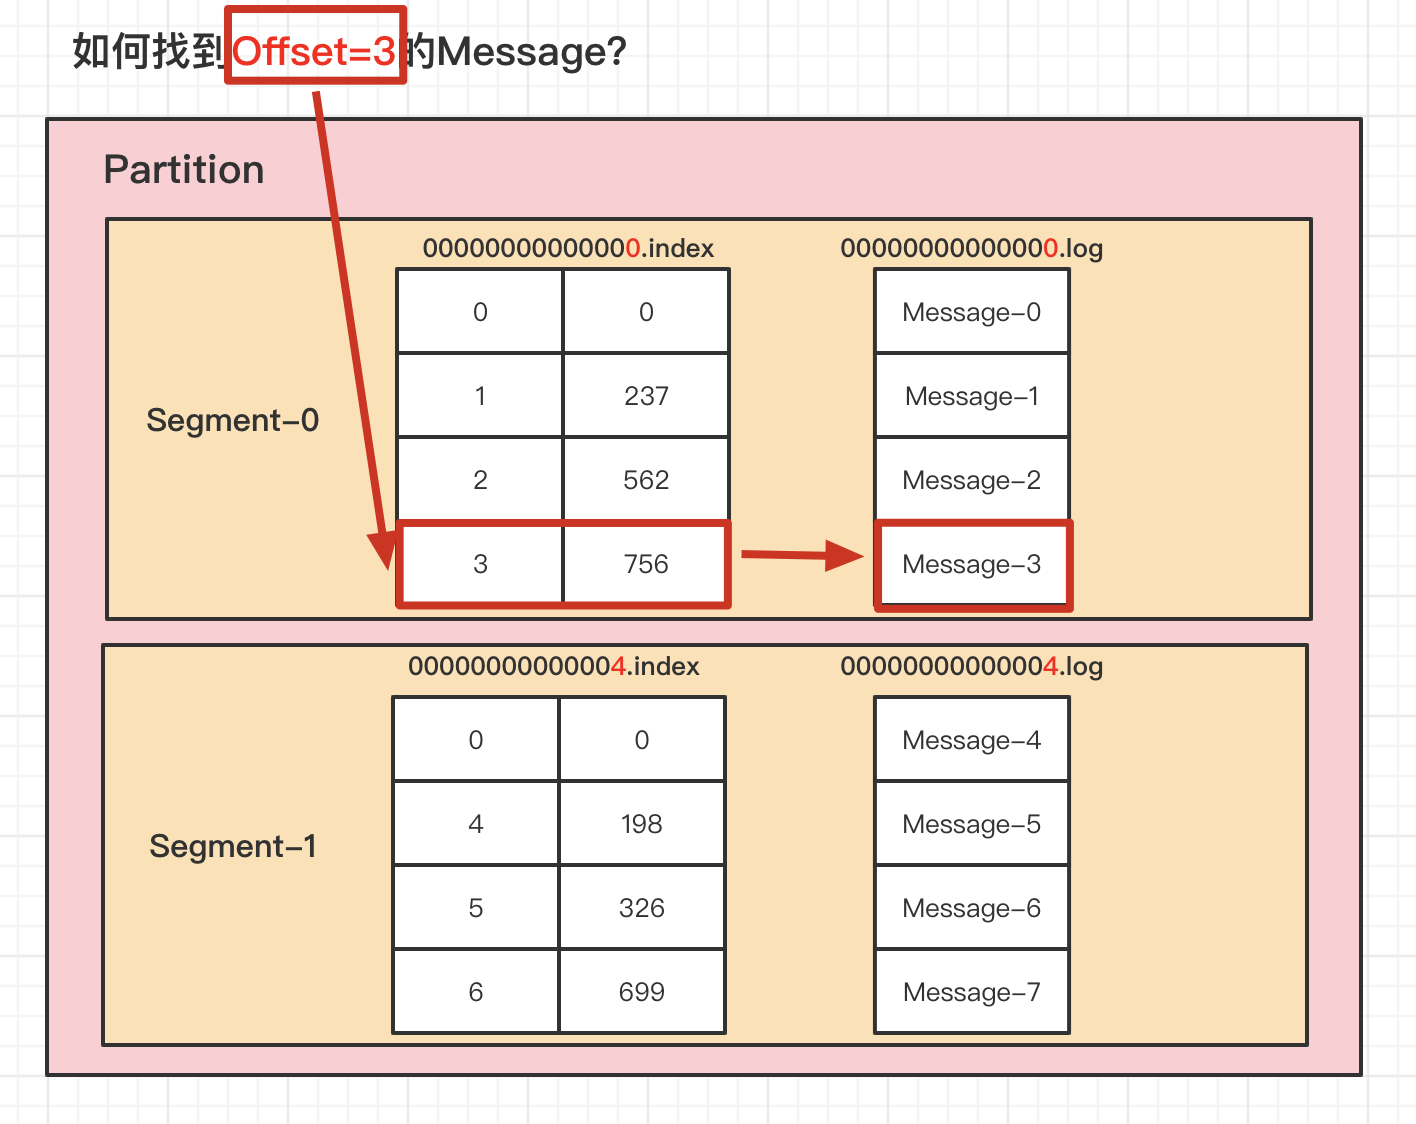 如何找到Offset=3的Message?
Partition
00000000000000.index
00000000000000.log
0 0 Message-0
1 237 Message-1
Segment-0
2 562 Message-2
3 756 Message-3
00000000000004.index
00000000000004.log
0 0 Message-4
4 198 Message-5
Segment-1
5 326 Message-6
6 699 Message-7